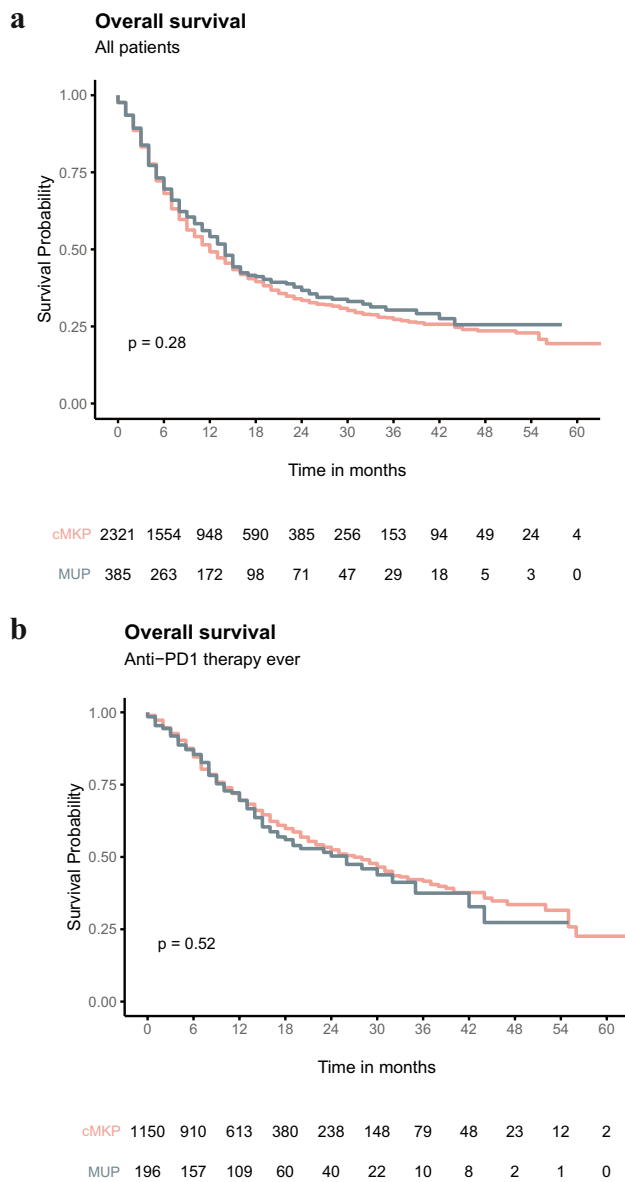 a
Overall survival
All patients
1.00
0.75
0.50
0.25
0.00
Survival Probability
p = 0.28
0 6 12 18 24 30 36 42 48 54 60
Time in months
cMKP 2321 1554 948 590 385 256 153 94 49 24 4
MUP 385 263 172 98 71 47 29 18 5 3 0
b
Overall survival
Anti−PD1 therapy ever
1.00
0.75
0.50
0.25
0.00
Survival Probability
p = 0.52
0 6 12 18 24 30 36 42 48 54 60
Time in months
cMKP 1150 910 613 380 238 148 79 48 23 12 2
MUP 196 157 109 60 40 22 10 8 2 1 0